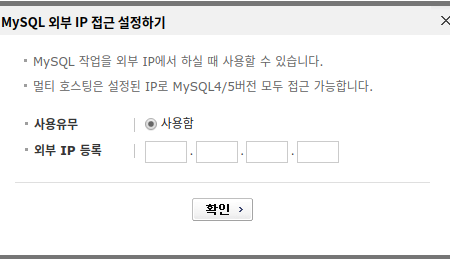 MySQL 외부 IP 접근 설정하기
MySQL 작업을 외부 IP에서 하실 때 사용할 수 있습니다.
멀티 호스팅은 설정된 IP로 MySQL4/5버전 모두 접근 가능합니다.
사용유무 사용함
외부 IP 등록 . . .
확인 >